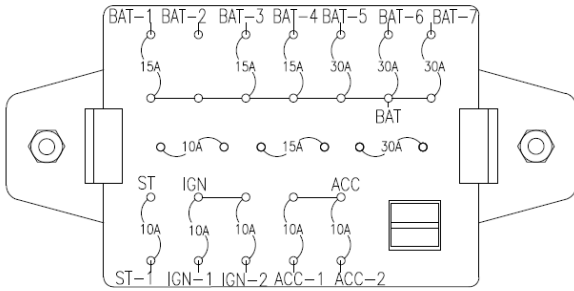 BAT-1 BAT-2 BAT-3 BAT-4 BAT-5 BAT-6 BAT-7
15A 15A 15A 30A 30A 30A
BAT
10A 15A 30A
ST IGN ACC
10A 10A 10A 10A 10A
ST-1 IGN-1 IGN-2 ACC-1 ACC-2